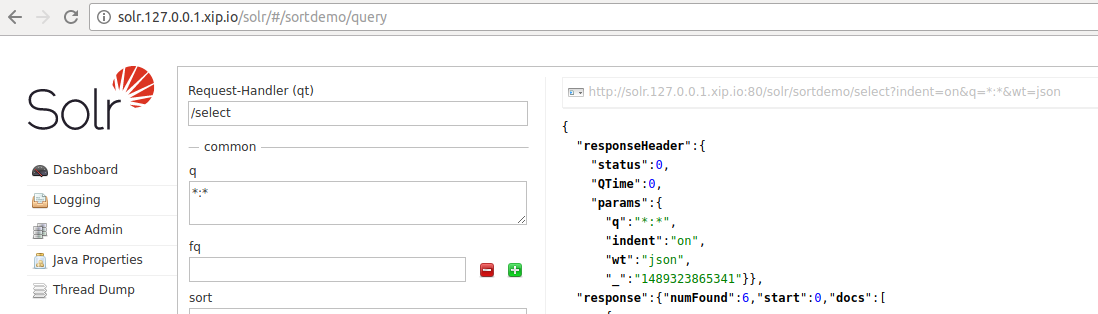 solr.127.0.0.1.xip.io/solr/#/sortdemo/query
Solr
Dashboard
Logging
Core Admin
Java Properties
Thread Dump
Request-Handler (qt)
/select
common
q
*:*
fq
sort
http://solr.127.0.0.1.xip.io:80/solr/sortdemo/select?indent=on&q=*:*&wt=json
{
"responseHeader":{
"status":0,
"QTime":0,
"params":{
"q":"*:*",
"indent":"on",
"wt":"json",
"_":"1489323865341"}},
"response":{"numFound":6,"start":0,"docs":[